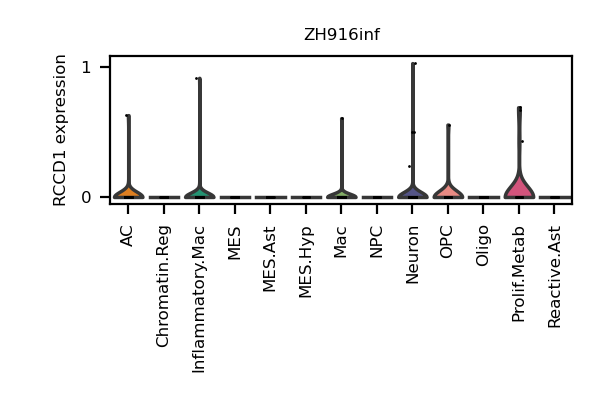 ZH916inf
RCCD1 expression
1
0
AC
Chromatin.Reg
Inflammatory.Mac
MES
MES.Ast
MES.Hyp
Mac
NPC
Neuron
OPC
Oligo
Prolif.Metab
Reactive.Ast